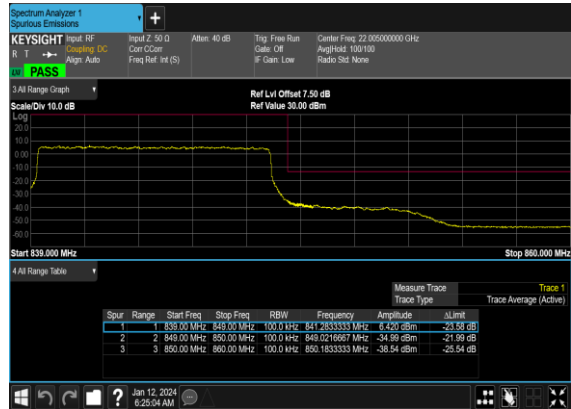 Spectrum Analyzer 1
Spurious Emissions
+
KEYSIGHT Input: RF Input Z: 50 Ω Atten: 40 dB Trig: Free Run Center Freq: 22.005000000 GHz
R T Coupling: DC Corr CCorr Gate: Off Avg|Hold: 100/100
Align: Auto Freq Ref: Int (S) IF Gain: Low Radio Std: None
PASS
3 All Range Graph
Ref Lvl Offset 7.50 dB
Scale/Div 10.0 dB Ref Value 30.00 dBm
Log
20.0
10.0
0.00
-10.0
-20.0
-30.0
-40.0
-50.0
-60.0
Start 839.000 MHz Stop 860.000 MHz
4 All Range Table
Measure Trace Trace 1
Trace Type Trace Average (Active)
Spur Range Start Freq Stop Freq RBW Frequency Amplitude ΔLimit
1 1 839.00 MHz 849.00 MHz 100.0 kHz 841.2833333 MHz 6.420 dBm -23.58 dB
2 2 849.00 MHz 850.00 MHz 100.0 kHz 849.0216667 MHz -34.99 dBm -21.99 dB
3 3 850.00 MHz 860.00 MHz 100.0 kHz 850.1833333 MHz -38.54 dBm -25.54 dB
? Jan 12, 2024
6:25:04 AM